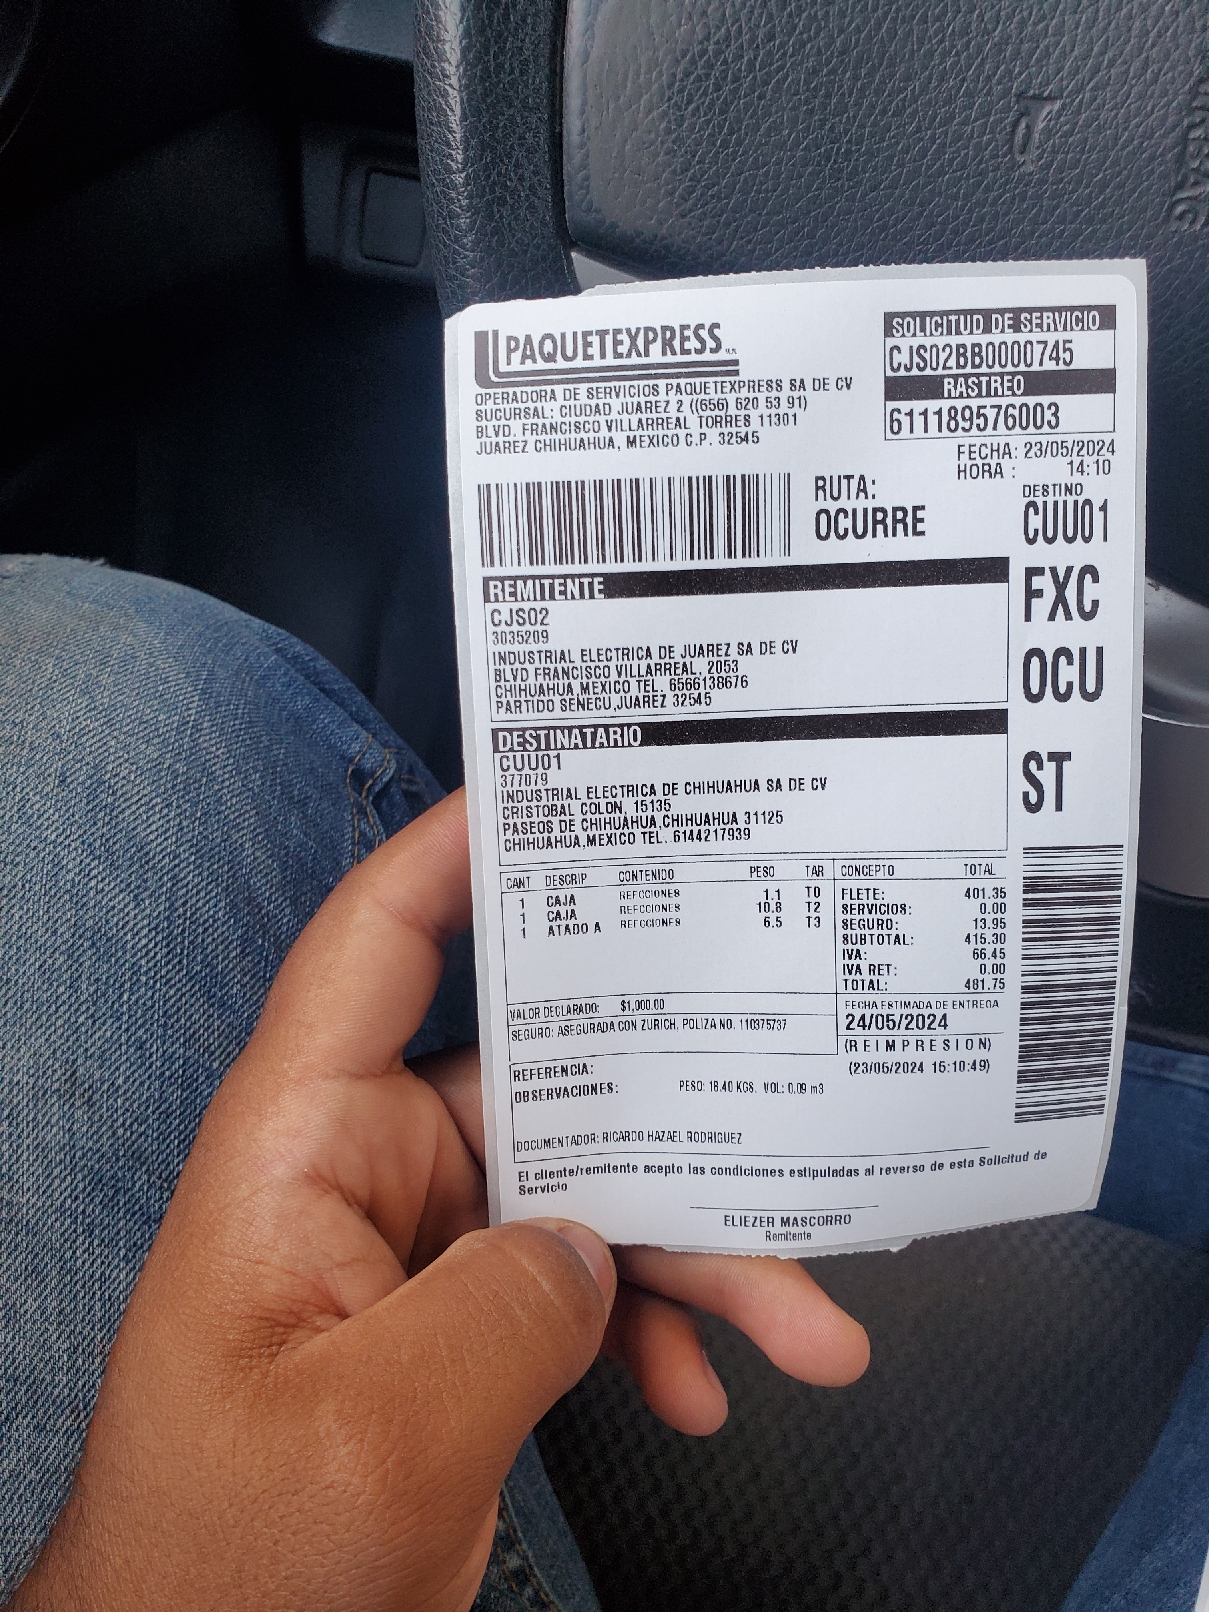 PAQUETEXPRESS
OPERADORA DE SERVICIOS PAQUETEXPRESS SA DE CV
SUCURSAL: CIUDAD JUAREZ 2 ((656) 620 53 91)
BLVD. FRANCISCO VILLARREAL TORRES 11301
JUAREZ CHIHUAHUA, MEXICO C.P. 32545
SOLICITUD DE SERVICIO
CJS02BB0000745
RASTREO
611189576003
FECHA: 23/05/2024
HORA : 14:10
RUTA:
OCURRE
DESTINO
CUU01
FXC
OCU
ST
REMITENTE
CJS02
3035209
INDUSTRIAL ELECTRICA DE JUAREZ SA DE CV
BLVD FRANCISCO VILLARREAL, 2053
CHIHUAHUA,MEXICO TEL. 6566138676
PARTIDO SENECU,JUAREZ 32545
DESTINATARIO
CUU01
377079
INDUSTRIAL ELECTRICA DE CHIHUAHUA SA DE CV
CRISTOBAL COLON, 15135
PASEOS DE CHIHUAHUA,CHIHUAHUA 31125
CHIHUAHUA,MEXICO TEL. 6144217939
CANT DESCRIP CONTENIDO PESO TAR
1 CAJA REFCCIONES 1.1 T0
1 CAJA REFCCIONES 10.8 T2
1 ATADO A REFCCIONES 6.5 T3
CONCEPTO TOTAL
FLETE: 401.35
SERVICIOS: 0.00
SEGURO: 13.95
SUBTOTAL: 415.30
IVA: 66.45
IVA RET: 0.00
TOTAL: 481.75
VALOR DECLARADO: $1,000.00
SEGURO: ASEGURADA CON ZURICH. POLIZA NO. 110375737
FECHA ESTIMADA DE ENTREGA
24/05/2024
(REIMPRESION)
(23/05/2024 15:10:49)
REFERENCIA:
OBSERVACIONES: PESO: 18.40 KGS. VOL: 0.09 m3
DOCUMENTADOR: RICARDO HAZAEL RODRIGUEZ
El cliente/remitente acepto las condiciones estipuladas al reverso de esta Solicitud de
Servicio
ELIEZER MASCORRO
Remitente